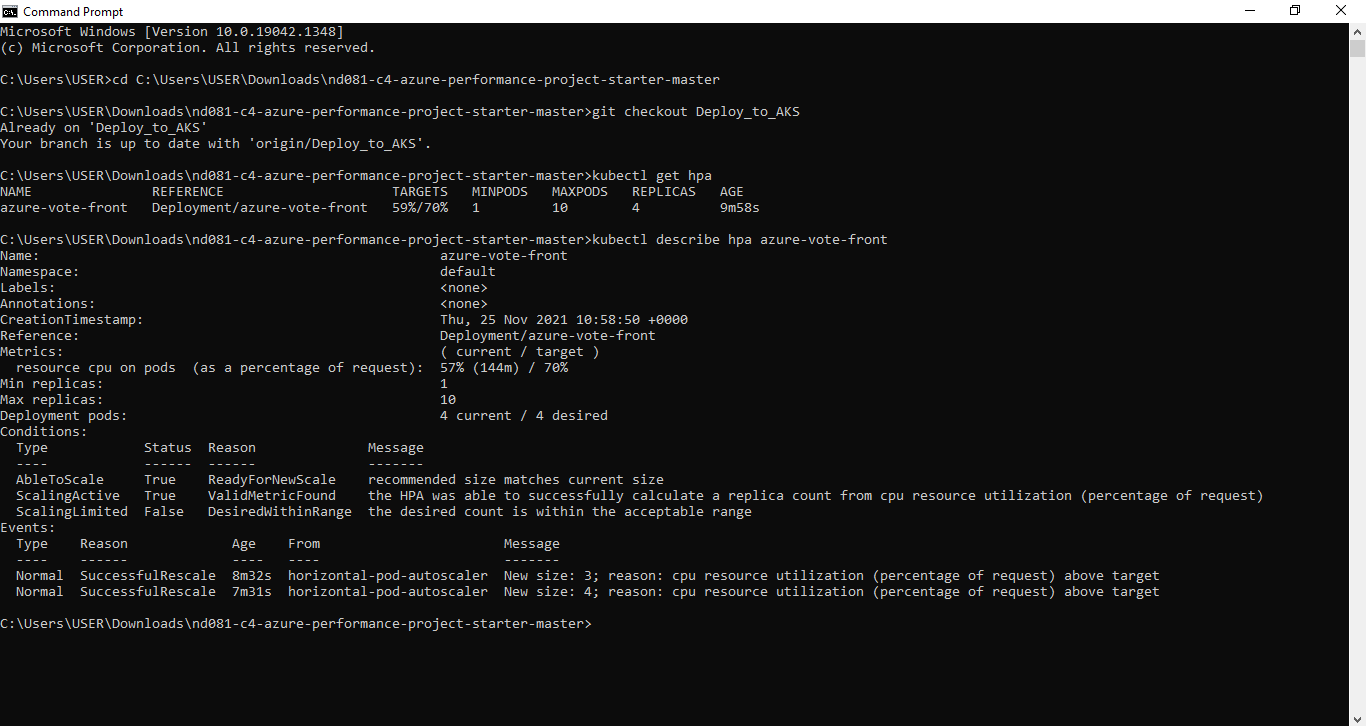 Command Prompt
Microsoft Windows [Version 10.0.19042.1348]
(c) Microsoft Corporation. All rights reserved.
C:\Users\USER>cd C:\Users\USER\Downloads\nd081-c4-azure-performance-project-starter-master
C:\Users\USER\Downloads\nd081-c4-azure-performance-project-starter-master>git checkout Deploy_to_AKS
Already on 'Deploy_to_AKS'
Your branch is up to date with 'origin/Deploy_to_AKS'.
C:\Users\USER\Downloads\nd081-c4-azure-performance-project-starter-master>kubectl get hpa
NAME               REFERENCE                     TARGETS   MINPODS   MAXPODS   REPLICAS   AGE
azure-vote-front   Deployment/azure-vote-front   59%/70%   1         10        4          9m58s
C:\Users\USER\Downloads\nd081-c4-azure-performance-project-starter-master>kubectl describe hpa azure-vote-front
Name:                                                  azure-vote-front
Namespace:                                             default
Labels:                                                <none>
Annotations:                                           <none>
CreationTimestamp:                                     Thu, 25 Nov 2021 10:58:50 +0000
Reference:                                             Deployment/azure-vote-front
Metrics:                                               ( current / target )
  resource cpu on pods  (as a percentage of request):  57% (144m) / 70%
Min replicas:                                          1
Max replicas:                                          10
Deployment pods:                                       4 current / 4 desired
Conditions:
  Type            Status  Reason              Message
  ----            ------  ------              -------
  AbleToScale     True    ReadyForNewScale    recommended size matches current size
  ScalingActive   True    ValidMetricFound    the HPA was able to successfully calculate a replica count from cpu resource utilization (percentage of request)
  ScalingLimited  False   DesiredWithinRange  the desired count is within the acceptable range
Events:
  Type    Reason             Age    From                       Message
  ----    ------             ----   ----                       -------
  Normal  SuccessfulRescale  8m32s  horizontal-pod-autoscaler  New size: 3; reason: cpu resource utilization (percentage of request) above target
  Normal  SuccessfulRescale  7m31s  horizontal-pod-autoscaler  New size: 4; reason: cpu resource utilization (percentage of request) above target
C:\Users\USER\Downloads\nd081-c4-azure-performance-project-starter-master>